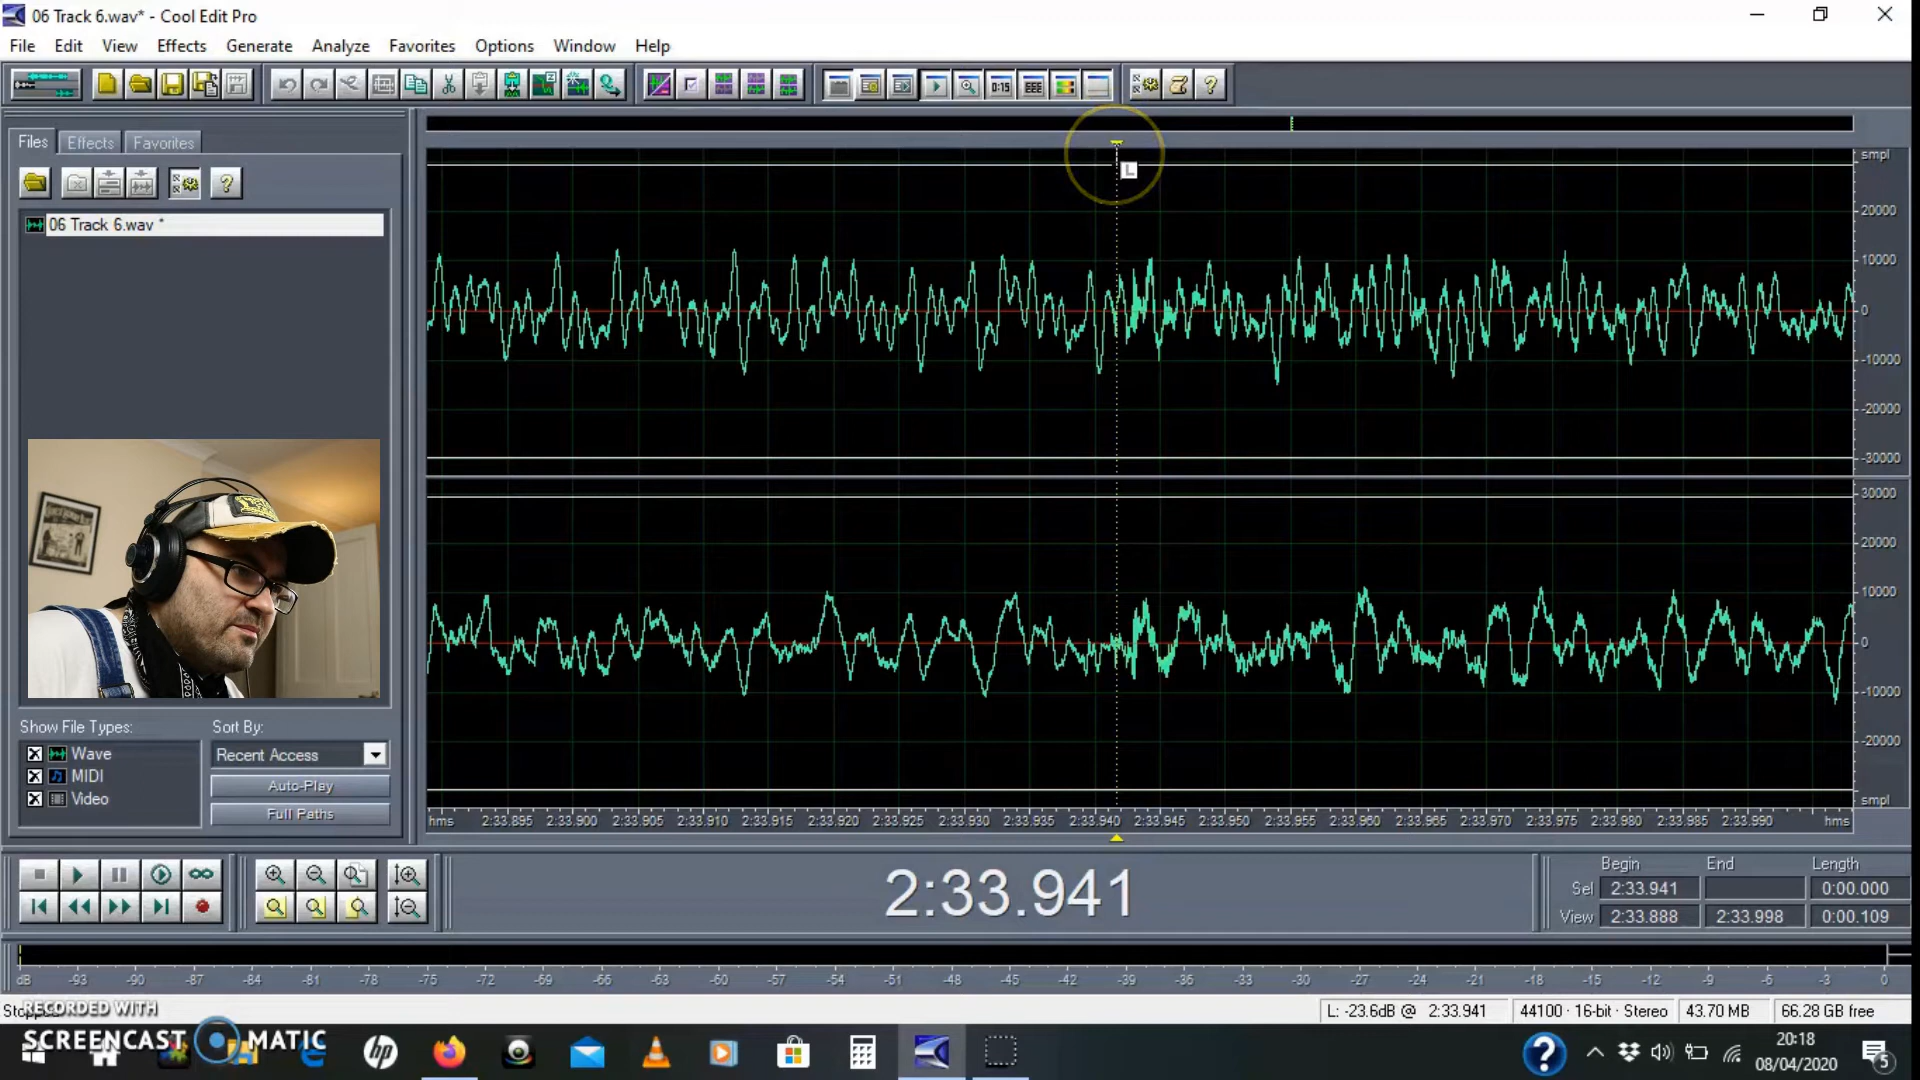 06 Track 6.wav* - Cool Edit Pro
File Edit View Effects Generate Analyze Favorites Options Window Help
0:15
Files Effects Favorites
06 Track 6.wav *
L
smpl
20000
10000
0
-10000
-20000
-30000
30000
20000
10000
0
-10000
-20000
smpl
hms 2:33.895 2:33.900 2:33.905 2:33.910 2:33.915 2:33.920 2:33.925 2:33.930 2:33.935 2:33.940 2:33.945 2:33.950 2:33.955 2:33.960 2:33.965 2:33.970 2:33.975 2:33.980 2:33.985 2:33.990 hms
Show File Types:
Wave
MIDI
Video
Sort By:
Recent Access
Auto-Play
Full Paths
2:33.941
Begin End Length
Sel 2:33.941 0:00.000
View 2:33.888 2:33.998 0:00.109
dB -93 -90 -87 -84 -81 -78 -75 -72 -69 -66 -63 -60 -57 -54 -51 -48 -45 -42 -39 -36 -33 -30 -27 -24 -21 -18 -15 -12 -9 -6 -3 0
L: -23.6dB @ 2:33.941 44100 · 16-bit · Stereo 43.70 MB 66.28 GB free
RECORDED WITH
SCREENCAST MATIC
hp
20:18
08/04/2020
5